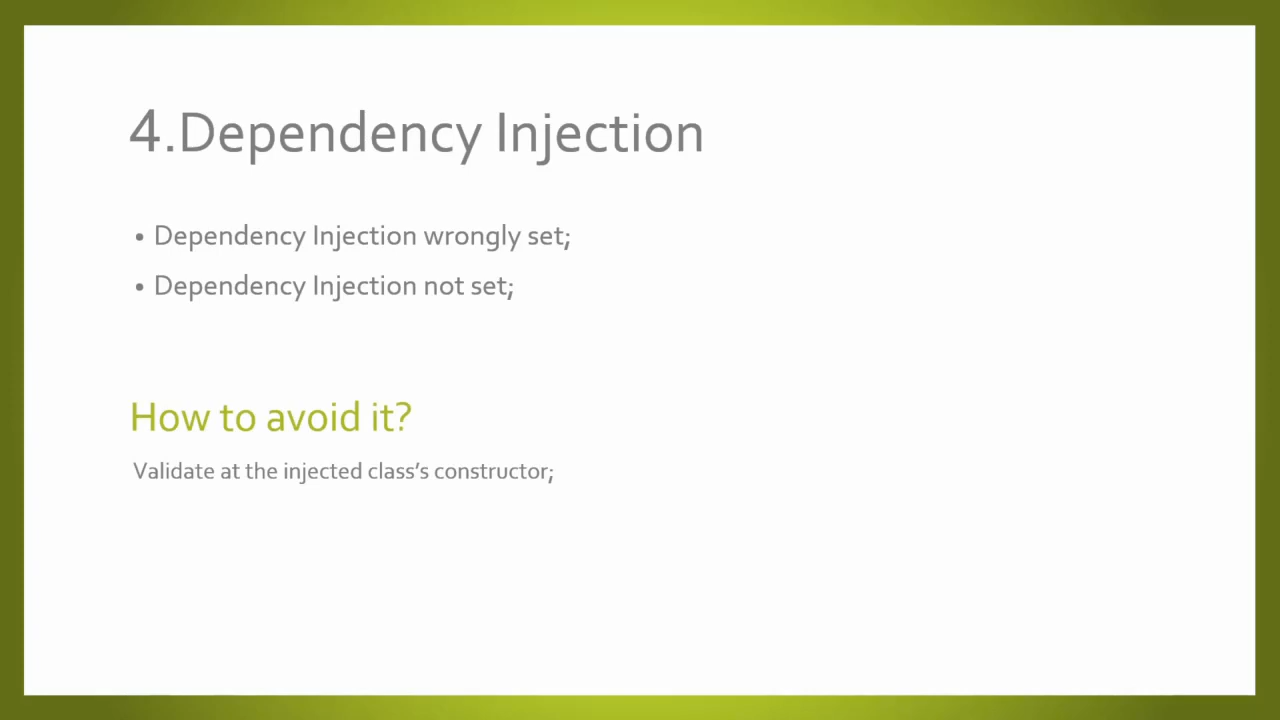 4.Dependency Injection
• Dependency Injection wrongly set;
• Dependency Injection not set;
How to avoid it?
Validate at the injected class’s constructor;